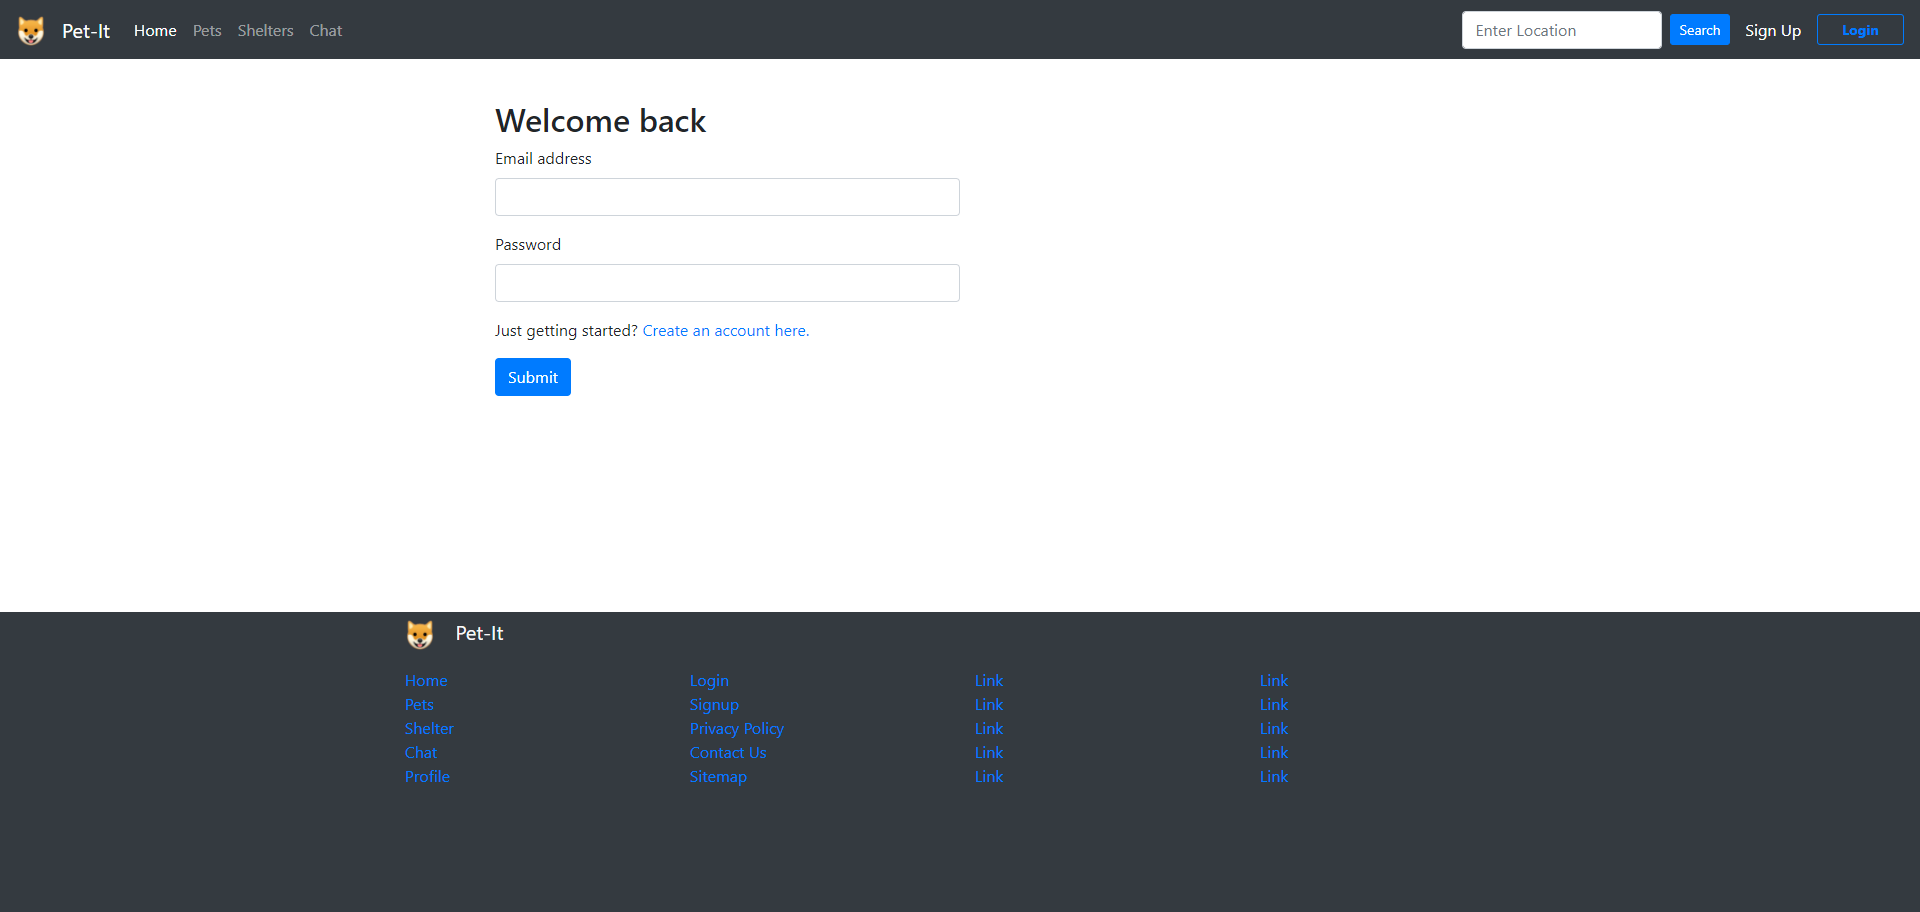 Pet-It Home Pets Shelters Chat Enter Location Search Sign Up Login
Welcome back
Email address
Password
Just getting started? Create an account here.
Submit
Pet-It
Home Login Link Link
Pets Signup Link Link
Shelter Privacy Policy Link Link
Chat Contact Us Link Link
Profile Sitemap Link Link